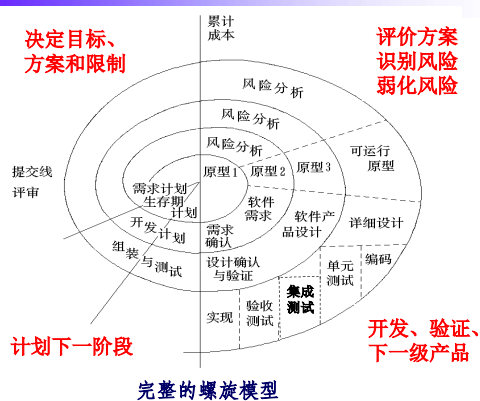 累计
成本
决定目标、
方案和限制
评价方案
识别风险
弱化风险
风险分析
风险分析
风险分析
提交线
评审
原型1
原型2
原型3
可运行
原型
需求计划
生存期
计划
软件
需求
软件产
品设计
详细设计
开发计划
需求
确认
组装与测试
设计确认
与验证
单元
测试
编码
集成
测试
实现
验收
测试
计划下一阶段
开发、验证、
下一级产品
完整的螺旋模型